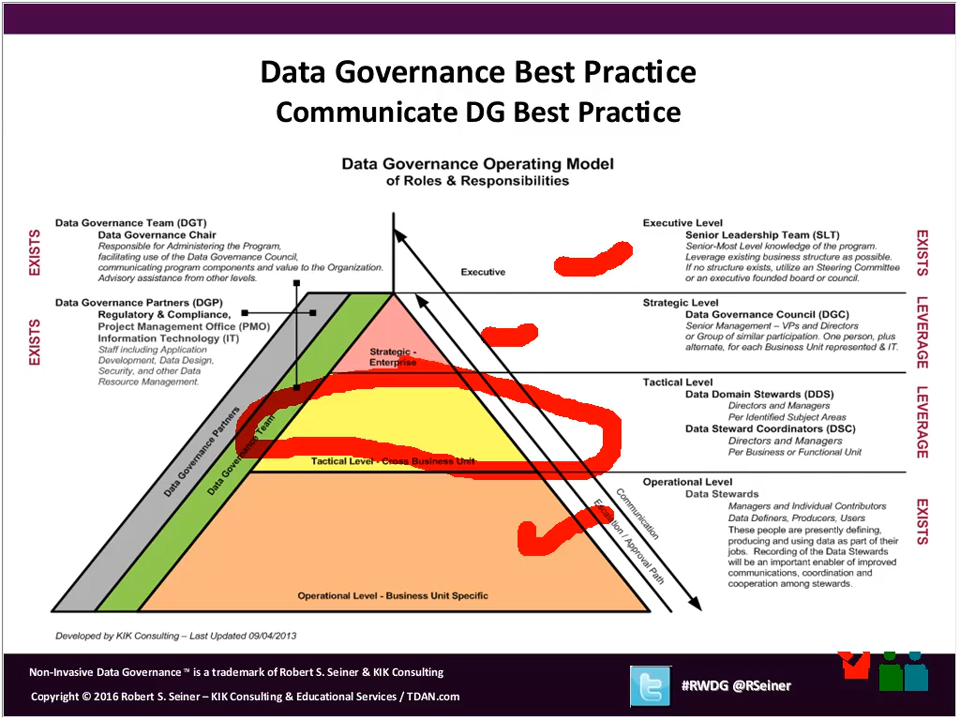 Data Governance Best Practice
Communicate DG Best Practice
Data Governance Operating Model
of Roles & Responsibilities
EXISTS
Data Governance Team (DGT)
Data Governance Chair
Responsible for Administering the Program,
facilitating use of the Data Governance Council,
communicating program components and value to the Organization.
Advisory assistance from other levels.
EXISTS
Data Governance Partners (DGP)
Regulatory & Compliance,
Project Management Office (PMO)
Information Technology (IT)
Staff including Application
Development, Data Design,
Security, and other Data
Resource Management.
Executive
Strategic -
Enterprise
Tactical Level - Cross Business Unit
Operational Level - Business Unit Specific
Data Governance Partners
Data Governance Team
Communication
Escalation / Approval Path
Executive Level
Senior Leadership Team (SLT)
Senior-Most Level knowledge of the program.
Leverage existing business structure as possible.
If no structure exists, utilize an Steering Committee
or an executive founded board or council.
EXISTS
Strategic Level
Data Governance Council (DGC)
Senior Management – VPs and Directors
or Group of similar participation. One person, plus
alternate, for each Business Unit represented & IT.
LEVERAGE
Tactical Level
Data Domain Stewards (DDS)
Directors and Managers
Per Identified Subject Areas
Data Steward Coordinators (DSC)
Directors and Managers
Per Business or Functional Unit
LEVERAGE
Operational Level
Data Stewards
Managers and Individual Contributors
Data Definers, Producers, Users
These people are presently defining,
producing and using data as part of their
jobs. Recording of the Data Stewards
will be an important enabler of improved
communications, coordination and
cooperation among stewards.
EXISTS
Developed by KIK Consulting – Last Updated 09/04/2013
Non-Invasive Data Governance™ is a trademark of Robert S. Seiner & KIK Consulting
Copyright © 2016 Robert S. Seiner – KIK Consulting & Educational Services / TDAN.com
#RWDG @RSeiner